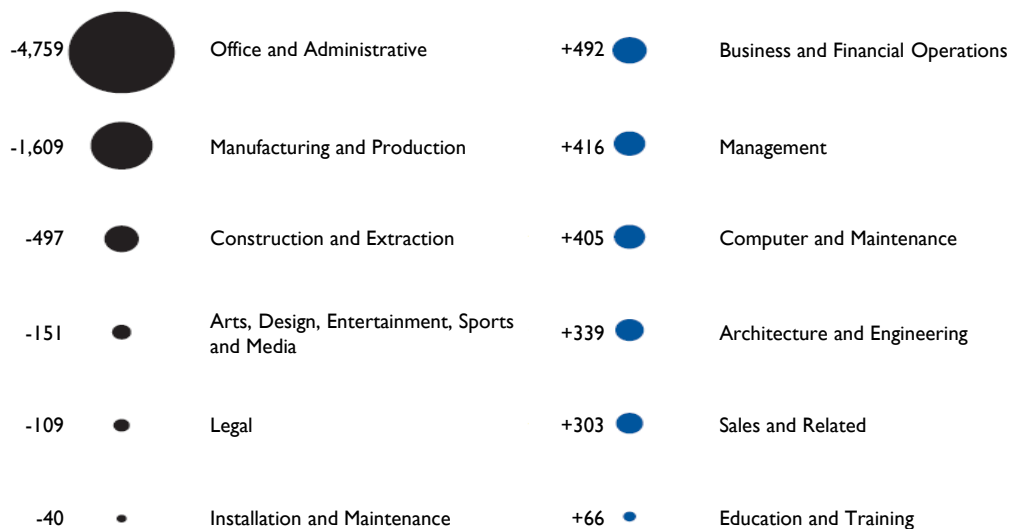 -4,759 Office and Administrative +492 Business and Financial Operations
-1,609 Manufacturing and Production +416 Management
-497 Construction and Extraction +405 Computer and Maintenance
-151 Arts, Design, Entertainment, Sports
and Media +339 Architecture and Engineering
-109 Legal +303 Sales and Related
-40 Installation and Maintenance +66 Education and Training